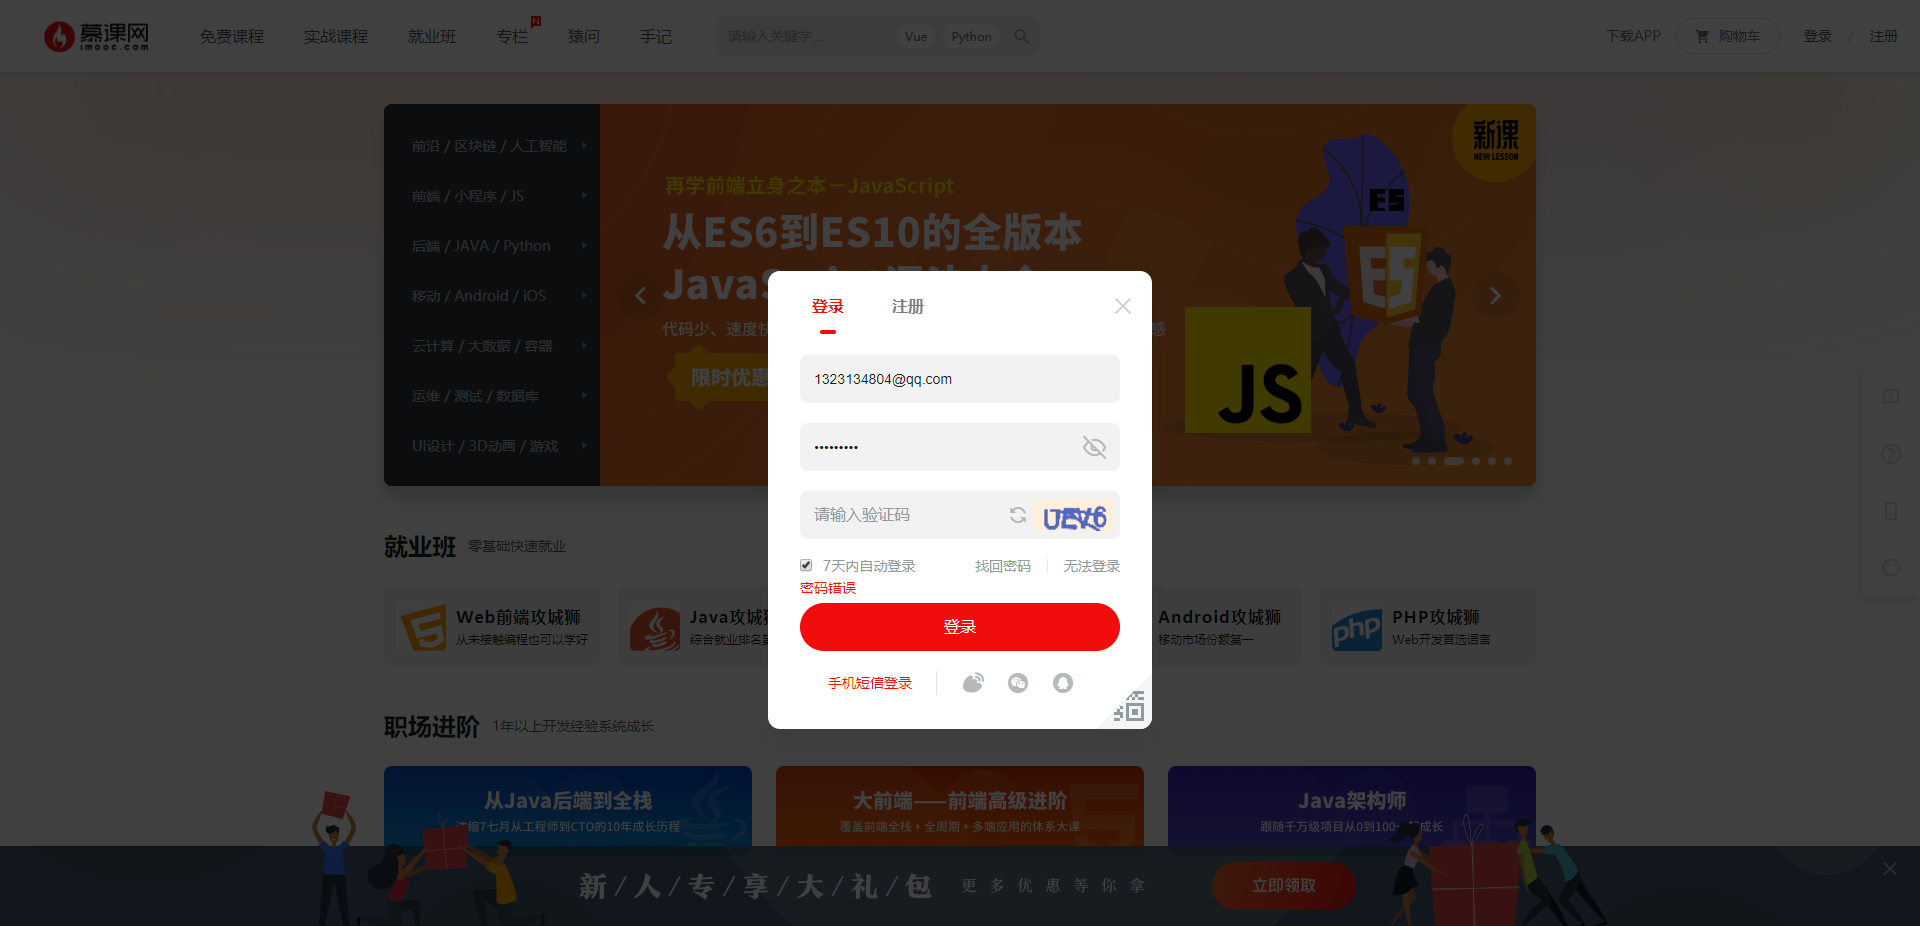 慕课网
imooc.com
免费课程
实战课程
就业班
专栏
N
猿问
手记
请输入关键字...
Vue
Python
下载APP
购物车
登录 / 注册
前沿 / 区块链 / 人工智能
前端 / 小程序 / JS
后端 / JAVA / Python
移动 / Android / IOS
云计算 / 大数据 / 容器
运维 / 测试 / 数据库
UI设计 / 3D动画 / 游戏
再学前端立身之本－JavaScript
从ES6到ES10的全版本
代码少、速度
感
限时优惠
新课
NEW LESSON
ES
JS
登录
注册
1323134804@qq.com
•••••••••
请输入验证码
UEV6
7天内自动登录
找回密码
无法登录
密码错误
登录
手机短信登录
就业班 零基础快速就业
Web前端攻城狮
从未接触编程也可以学好
Java攻城
综合就业排名
Android攻城狮
移动市场份额第一
php
PHP攻城狮
Web开发首选语言
职场进阶 1年以上开发经验系统成长
从Java后端到全栈
浓缩7七月从工程师到CTO的10年成长历程
大前端——前端高级进阶
覆盖前端全栈 + 全周期 + 多端应用的体系大课
Java架构师
跟随千万级项目从0到100
成长
新 / 人 / 专 / 享 / 大 / 礼 / 包
更多优惠等你拿
立即领取